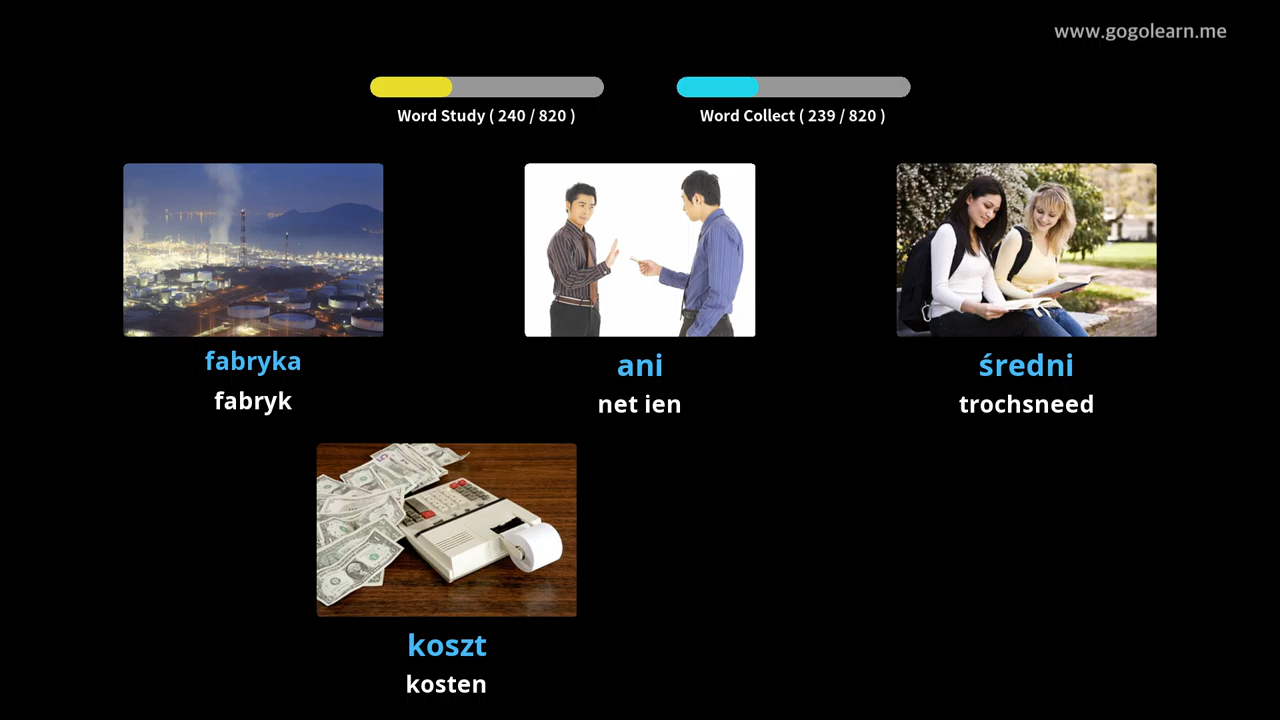 www.gogolearn.me
Word Study ( 240 / 820 )
Word Collect ( 239 / 820 )
fabryka
fabryk
ani
net ien
średni
trochsneed
koszt
kosten